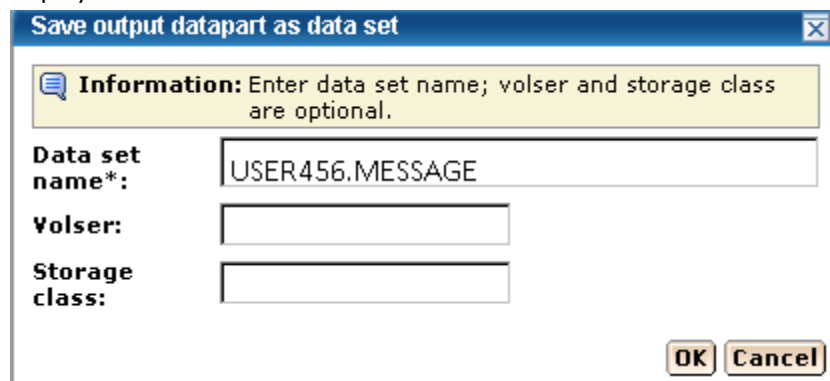 Save output datapart as data set
Information: Enter data set name; volser and storage class
are optional.
Data set
name*:
USER456.MESSAGE
Volser:
Storage
class:
OK Cancel